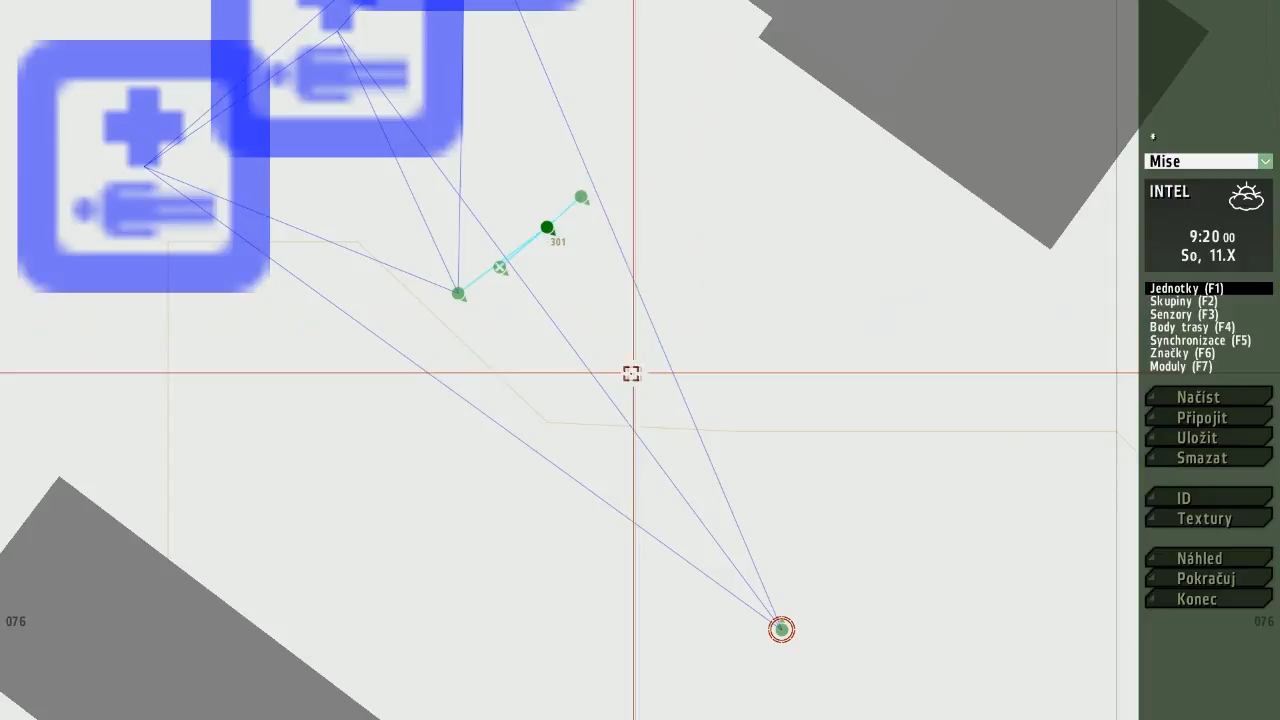 *
Mise
INTEL
9:20 00
So, 11.X
Jednotky (F1)
Skupiny (F2)
Senzory (F3)
Body trasy (F4)
Synchronizace (F5)
Značky (F6)
Moduly (F7)
Načíst
Připojit
Uložit
Smazat
ID
Textury
Náhled
Pokračuj
Konec
301
076
076